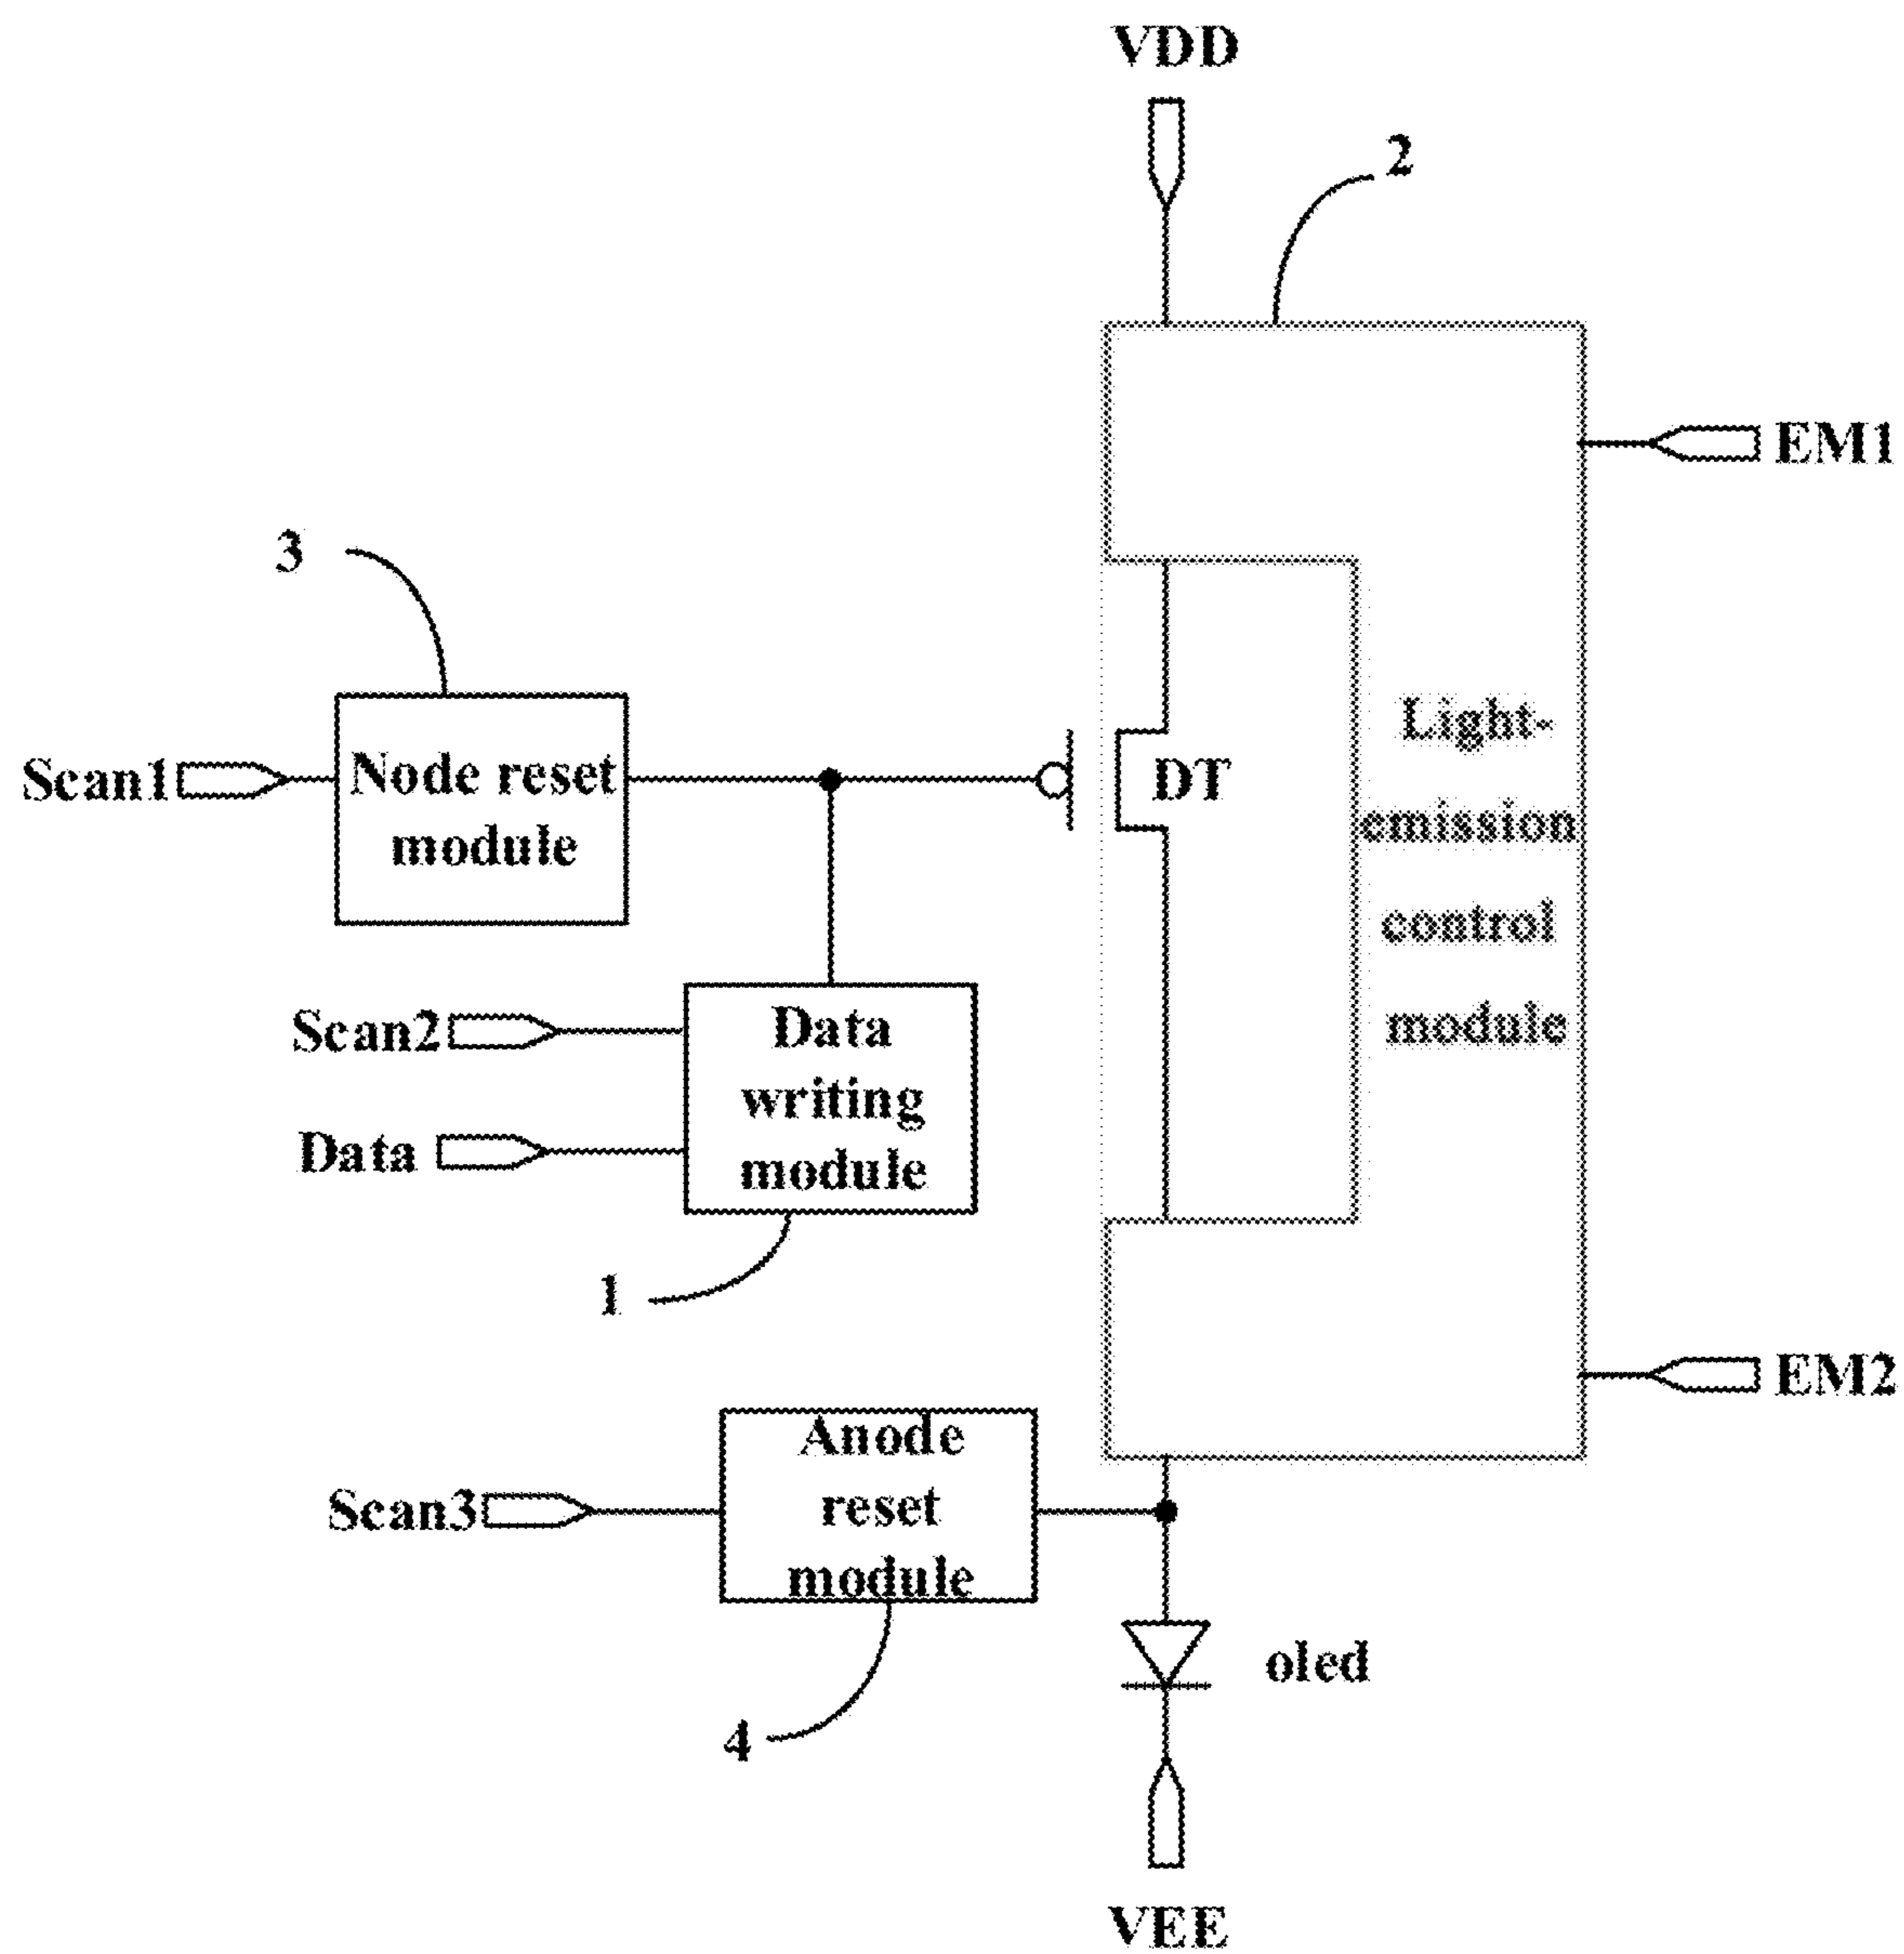 VDD
2
EM1
3
Scan1
Node reset
module
DT
Light-
emission
control
module
Scan2
Data
Data
writing
module
1
EM2
Scan3
Anode
reset
module
oled
4
VEE